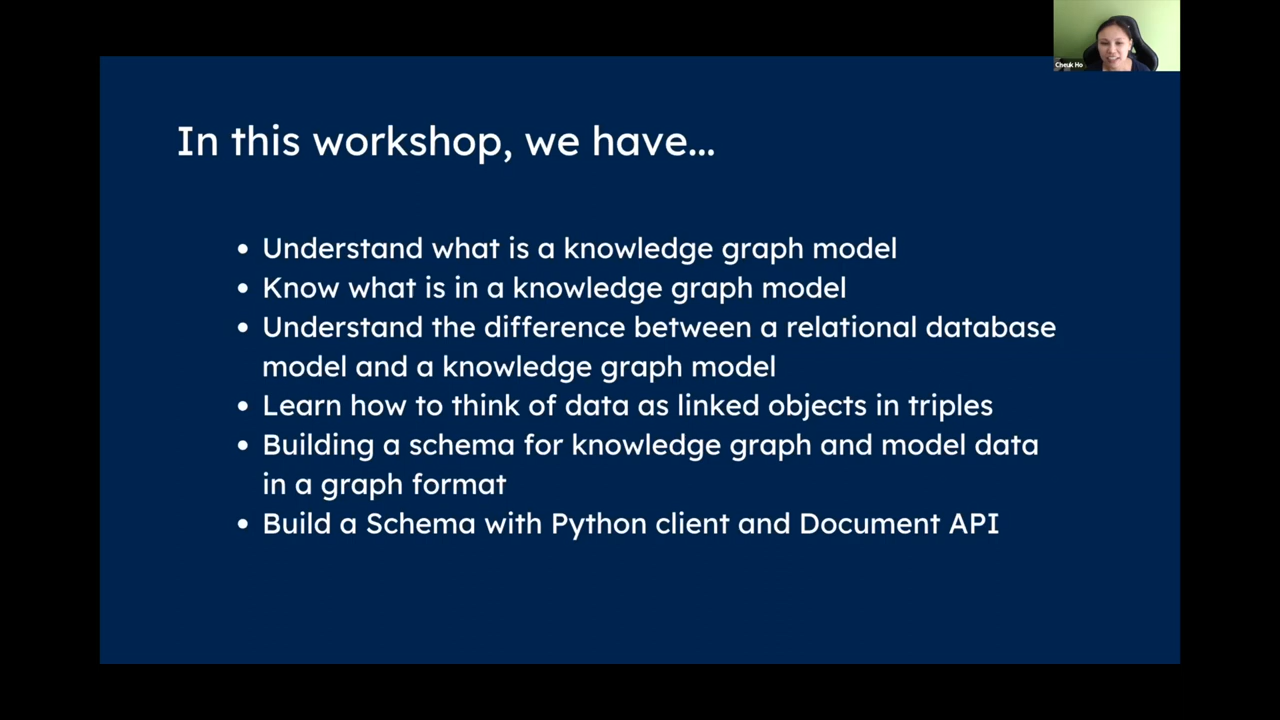 Cheuk Ho
In this workshop, we have...
• Understand what is a knowledge graph model
• Know what is in a knowledge graph model
• Understand the difference between a relational database
model and a knowledge graph model
• Learn how to think of data as linked objects in triples
• Building a schema for knowledge graph and model data
in a graph format
• Build a Schema with Python client and Document API